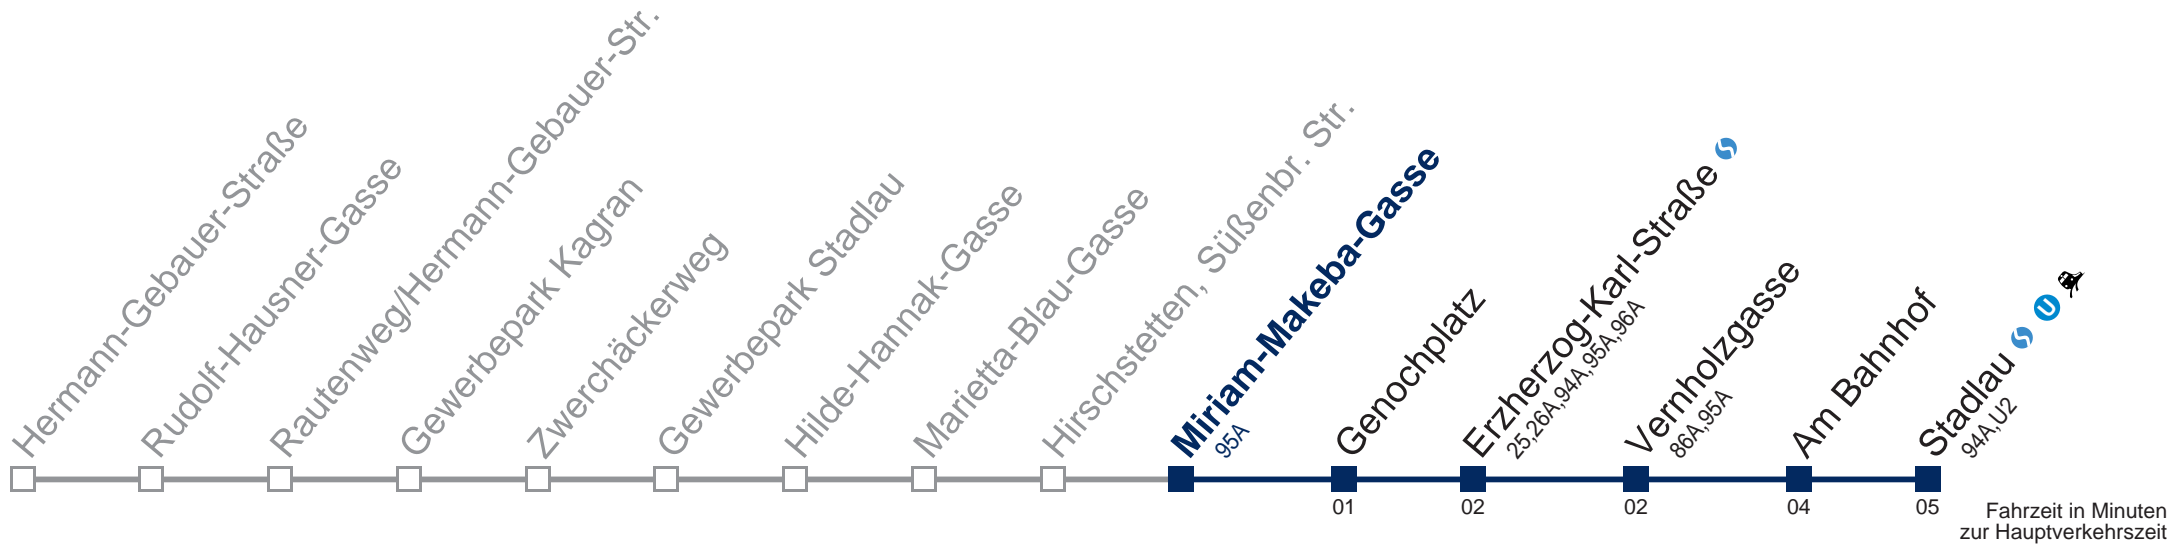 Hermann-Gebauer-Straße
Rudolf-Hausner-Gasse
Rautenweg/Hermann-Gebauer-Str.
Gewerbepark Kagran
Zwerchäckerweg
Gewerbepark Stadlau
Hilde-Hannak-Gasse
Marietta-Blau-Gasse
Hirschstetten, Süßenbr. Str.
Miriam-Makeba-Gasse
95A
Genochplatz
Erzherzog-Karl-Straße S
25,26A,94A,95A,96A
Vernholzgasse
86A,95A
Am Bahnhof
Stadlau S U
94A,U2
01
02
02
04
05
Fahrzeit in Minuten
zur Hauptverkehrszeit